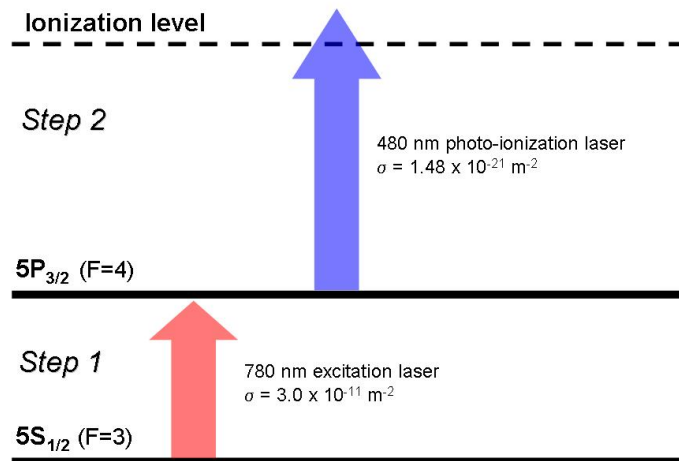 Ionization level
Step 2
480 nm photo-ionization laser
σ = 1.48 x 10⁻²¹ m⁻²
5P₃/₂ (F=4)
Step 1
780 nm excitation laser
σ = 3.0 x 10⁻¹¹ m⁻²
5S₁/₂ (F=3)